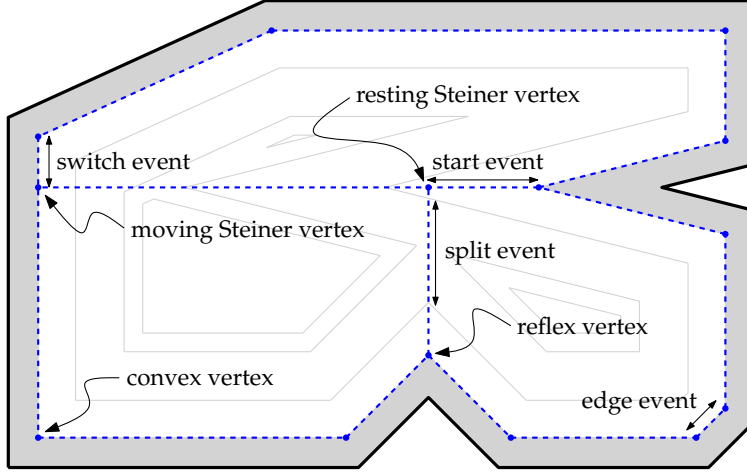 resting Steiner vertex
switch event
start event
moving Steiner vertex
split event
reflex vertex
convex vertex
edge event